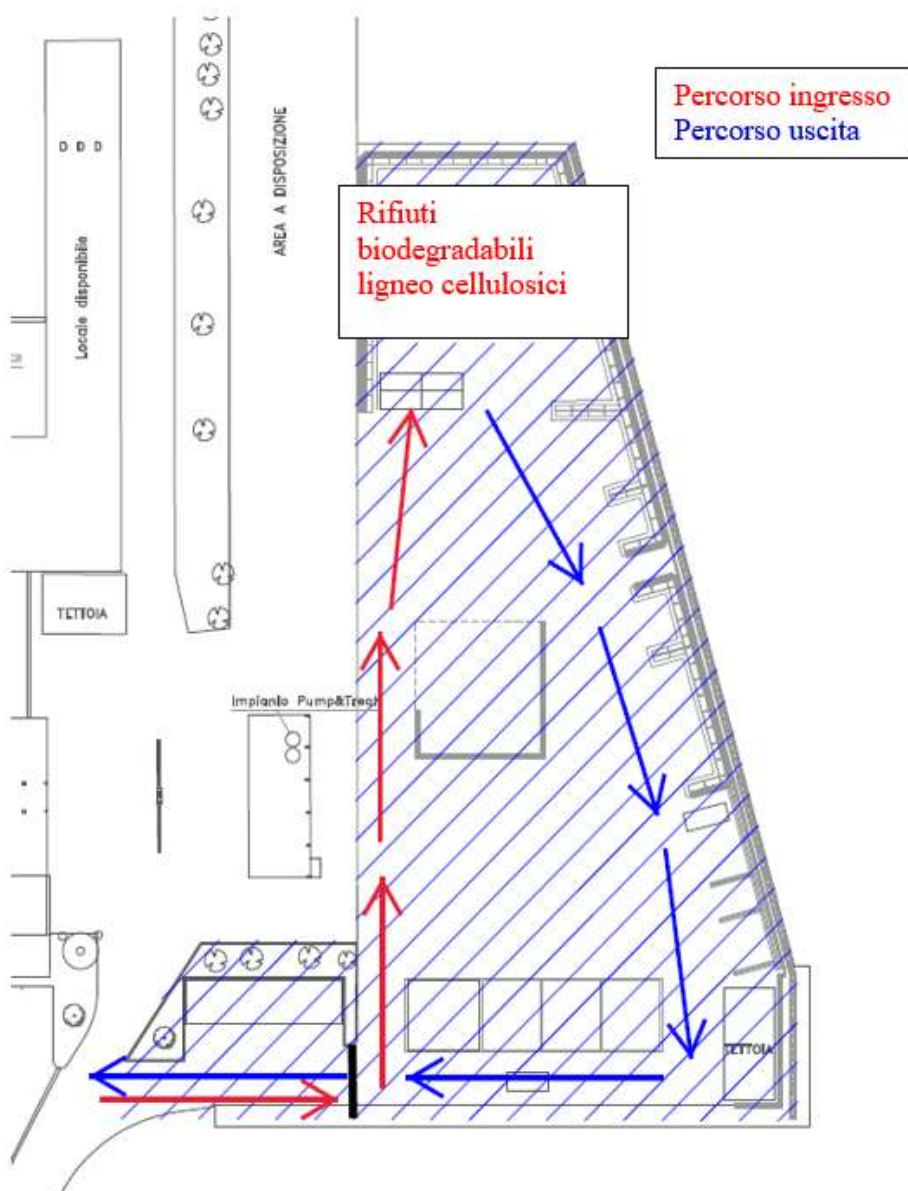 Percorso ingresso
Percorso uscita
Rifiuti
biodegradabili
ligneo cellulosici
AREA A DISPOSIZIONE
Locale disponibile
TETTOIA
Impianto Pump&Treat
TETTOIA